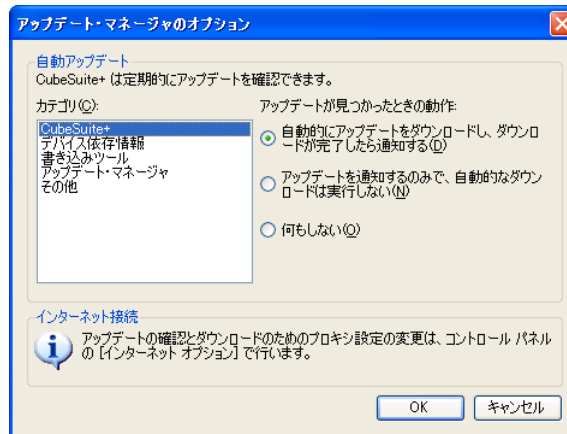 アップデート・マネージャのオプション
自動アップデート
CubeSuite+ は定期的にアップデートを確認できます。
カテゴリ(C):
CubeSuite+
デバイス依存情報
書き込みツール
アップデート・マネージャ
その他
アップデートが見つかったときの動作:
自動的にアップデートをダウンロードし、ダウンロ
ードが完了したら通知する(D)
アップデートを通知するのみで、自動的なダウン
ロードは実行しない(N)
何もしない(O)
インターネット接続
アップデートの確認とダウンロードのためのプロキシ設定の変更は、コントロール パネル
の [インターネット オプション] で行います。
OK
キャンセル